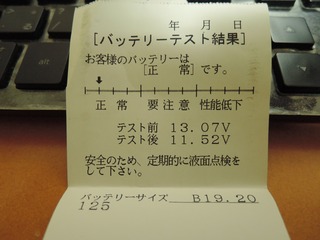 年 月 日
[バッテリーテスト結果]
お客様のバッテリーは
[正 常]です。
正 常 要注意 性能低下
テスト前 13.07V
テスト後 11.52V
安全のため、定期的に液面点検を
して下さい。
バッテリーサイズ B19.20
125